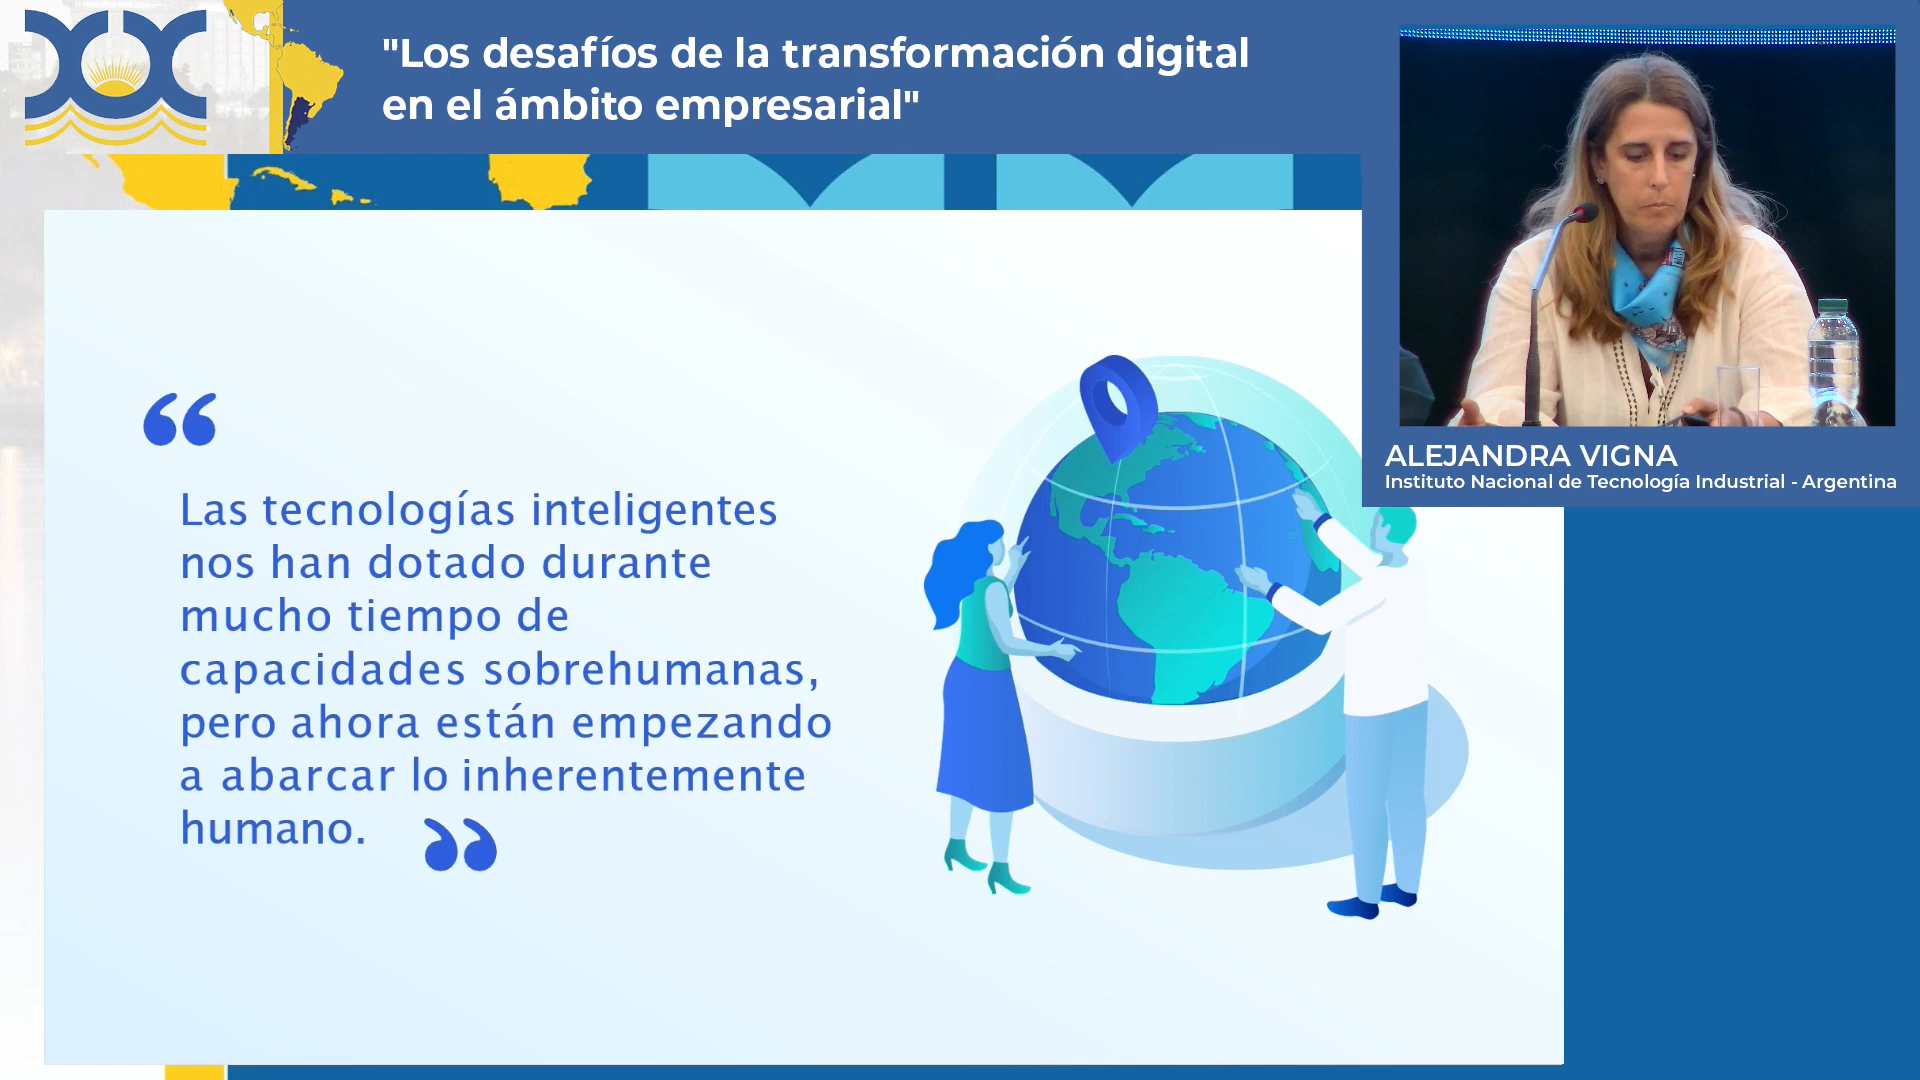 "Los desafíos de la transformación digital
en el ámbito empresarial"
ALEJANDRA VIGNA
Instituto Nacional de Tecnología Industrial - Argentina
“
Las tecnologías inteligentes
nos han dotado durante
mucho tiempo de
capacidades sobrehumanas,
pero ahora están empezando
a abarcar lo inherentemente
humano. ”